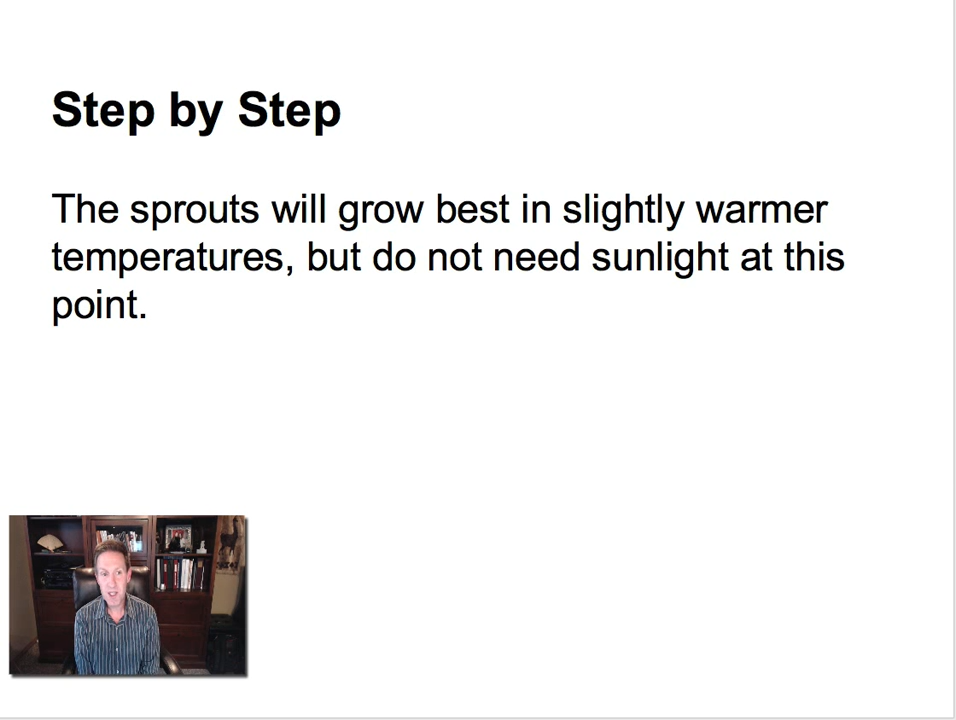 Step by Step
The sprouts will grow best in slightly warmer
temperatures, but do not need sunlight at this
point.